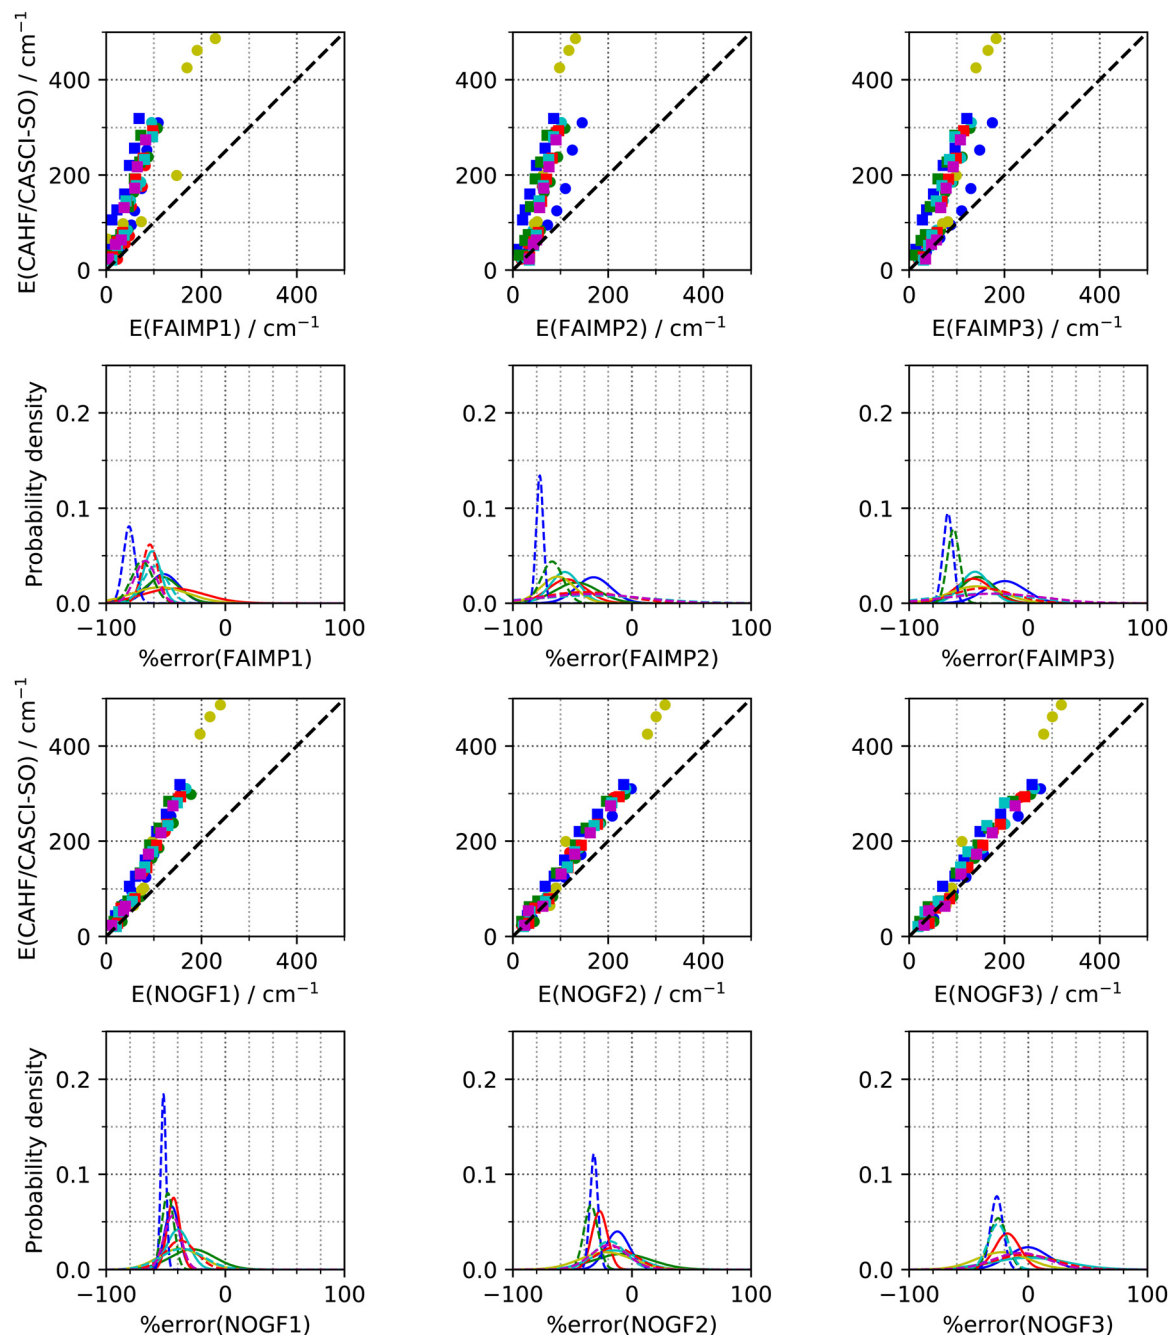 E(CAHF/CASCI-SO) / cm⁻¹
400
200
0
0 200 400
E(FAIMP1) / cm⁻¹
400
200
0
0 200 400
E(FAIMP2) / cm⁻¹
400
200
0
0 200 400
E(FAIMP3) / cm⁻¹
Probability density
0.2
0.1
0.0
−100 0 100
%error(FAIMP1)
0.2
0.1
0.0
−100 0 100
%error(FAIMP2)
0.2
0.1
0.0
−100 0 100
%error(FAIMP3)
E(CAHF/CASCI-SO) / cm⁻¹
400
200
0
0 200 400
E(NOGF1) / cm⁻¹
400
200
0
0 200 400
E(NOGF2) / cm⁻¹
400
200
0
0 200 400
E(NOGF3) / cm⁻¹
Probability density
0.2
0.1
0.0
−100 0 100
%error(NOGF1)
0.2
0.1
0.0
−100 0 100
%error(NOGF2)
0.2
0.1
0.0
−100 0 100
%error(NOGF3)